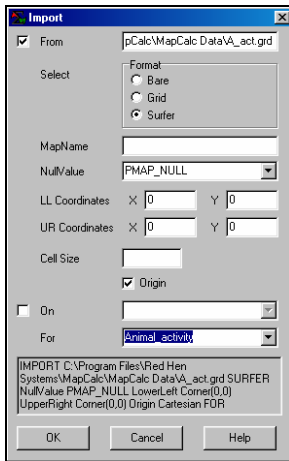 Import
From pCalc\MapCalc Data\A_act.grd
Select
Format
Bare
Grid
Surfer
MapName
NullValue PMAP_NULL
LL Coordinates X 0 Y 0
UR Coordinates X 0 Y 0
Cell Size
Origin
On
For Animal_activity
IMPORT C:\Program Files\Red Hen
Systems\MapCalc\MapCalc Data\A_act.grd SURFER
NullValue PMAP_NULL LowerLeft Corner(0,0)
UpperRight Corner(0,0) Origin Cartesian FOR
OK Cancel Help